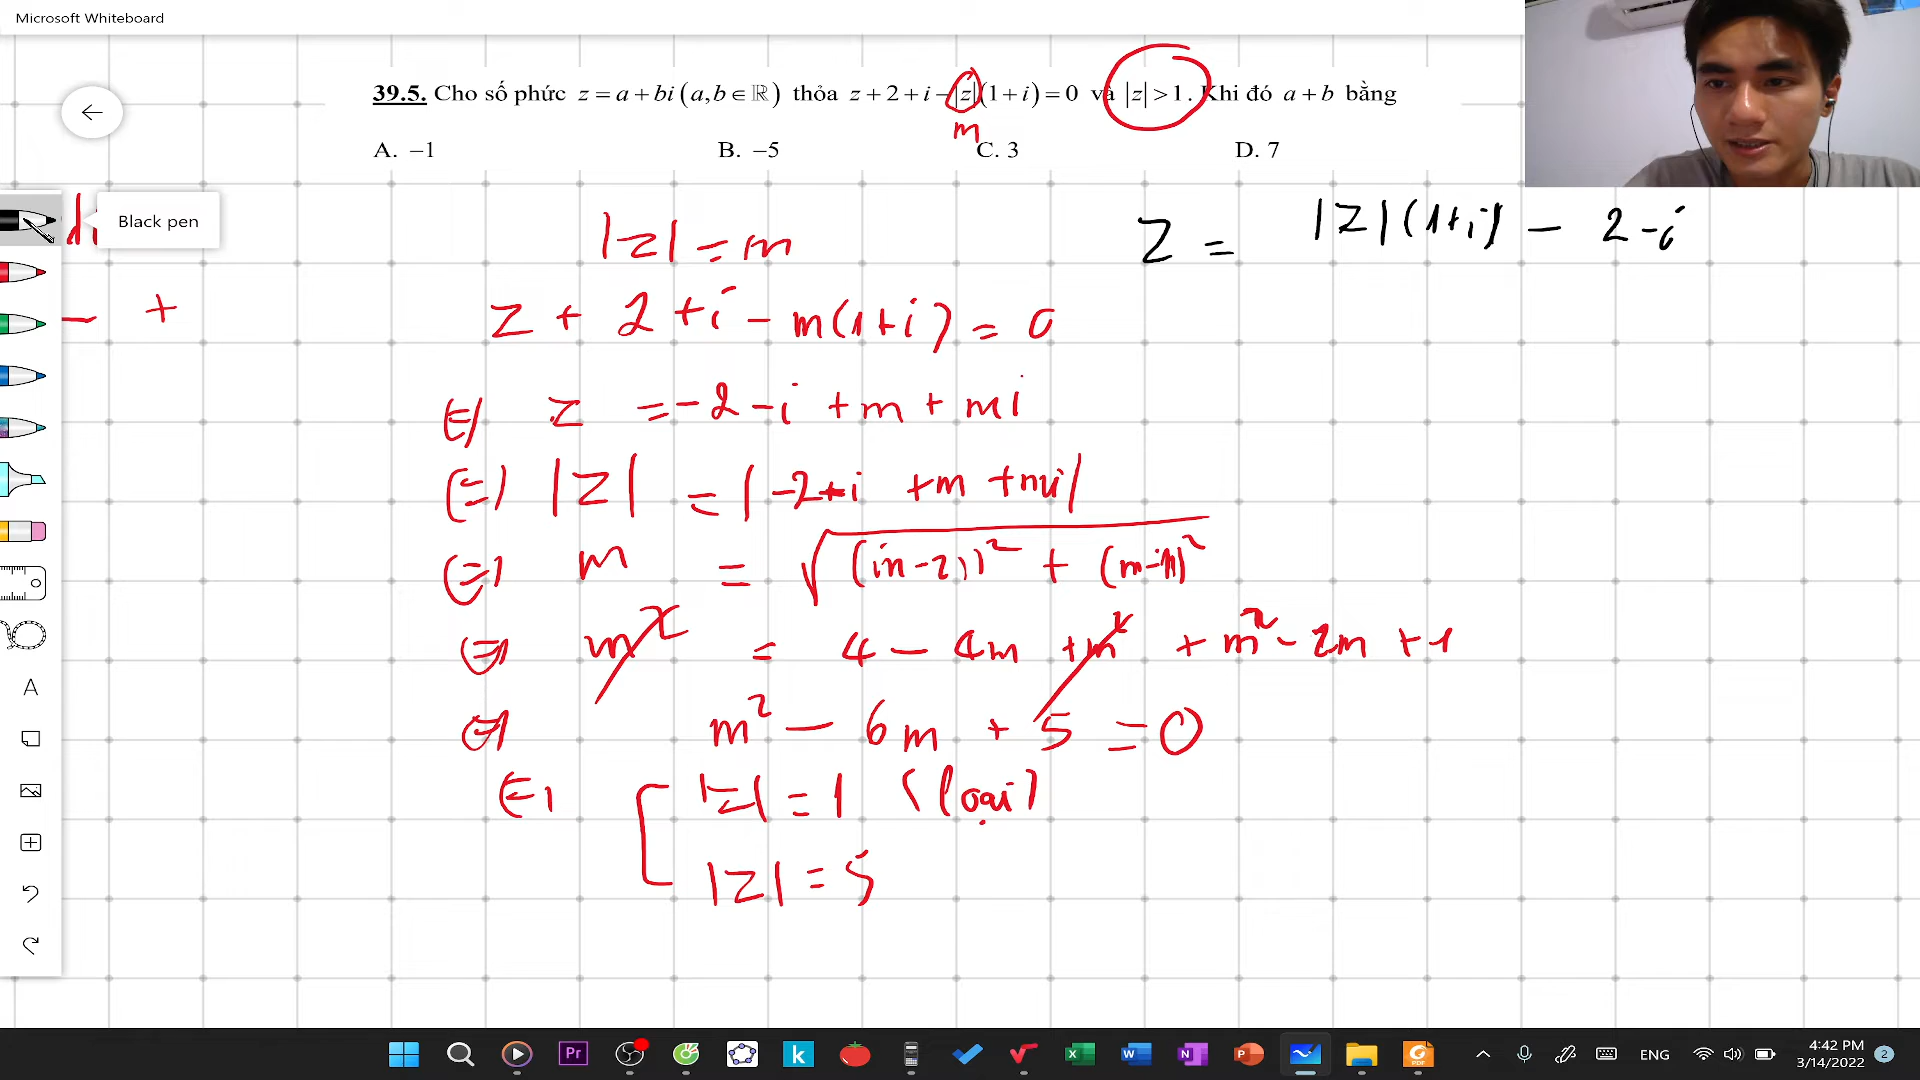 Microsoft Whiteboard
39.5. Cho số phức z = a + bi (a, b ∈ ℝ) thỏa z + 2 + i − |z|(1 + i) = 0 và |z| > 1. Khi đó a + b bằng
m
A. −1 B. −5 C. 3 D. 7
Black pen
− +
|z| = m
z = |z|(1+i) − 2 − i
z + 2 + i − m(1+i) = 0
⇔ z = −2 − i + m + mi
⇔ |z| = |−2 − i + m + mi|
⇔ m = √((m−2)² + (m−1)²)
⇔ m² = 4 − 4m + m² + m² − 2m + 1
⇔ m² − 6m + 5 = 0
⇔ [ |z| = 1 (loại)
|z| = 5
A
Pr
k
ENG
4:42 PM
3/14/2022
2